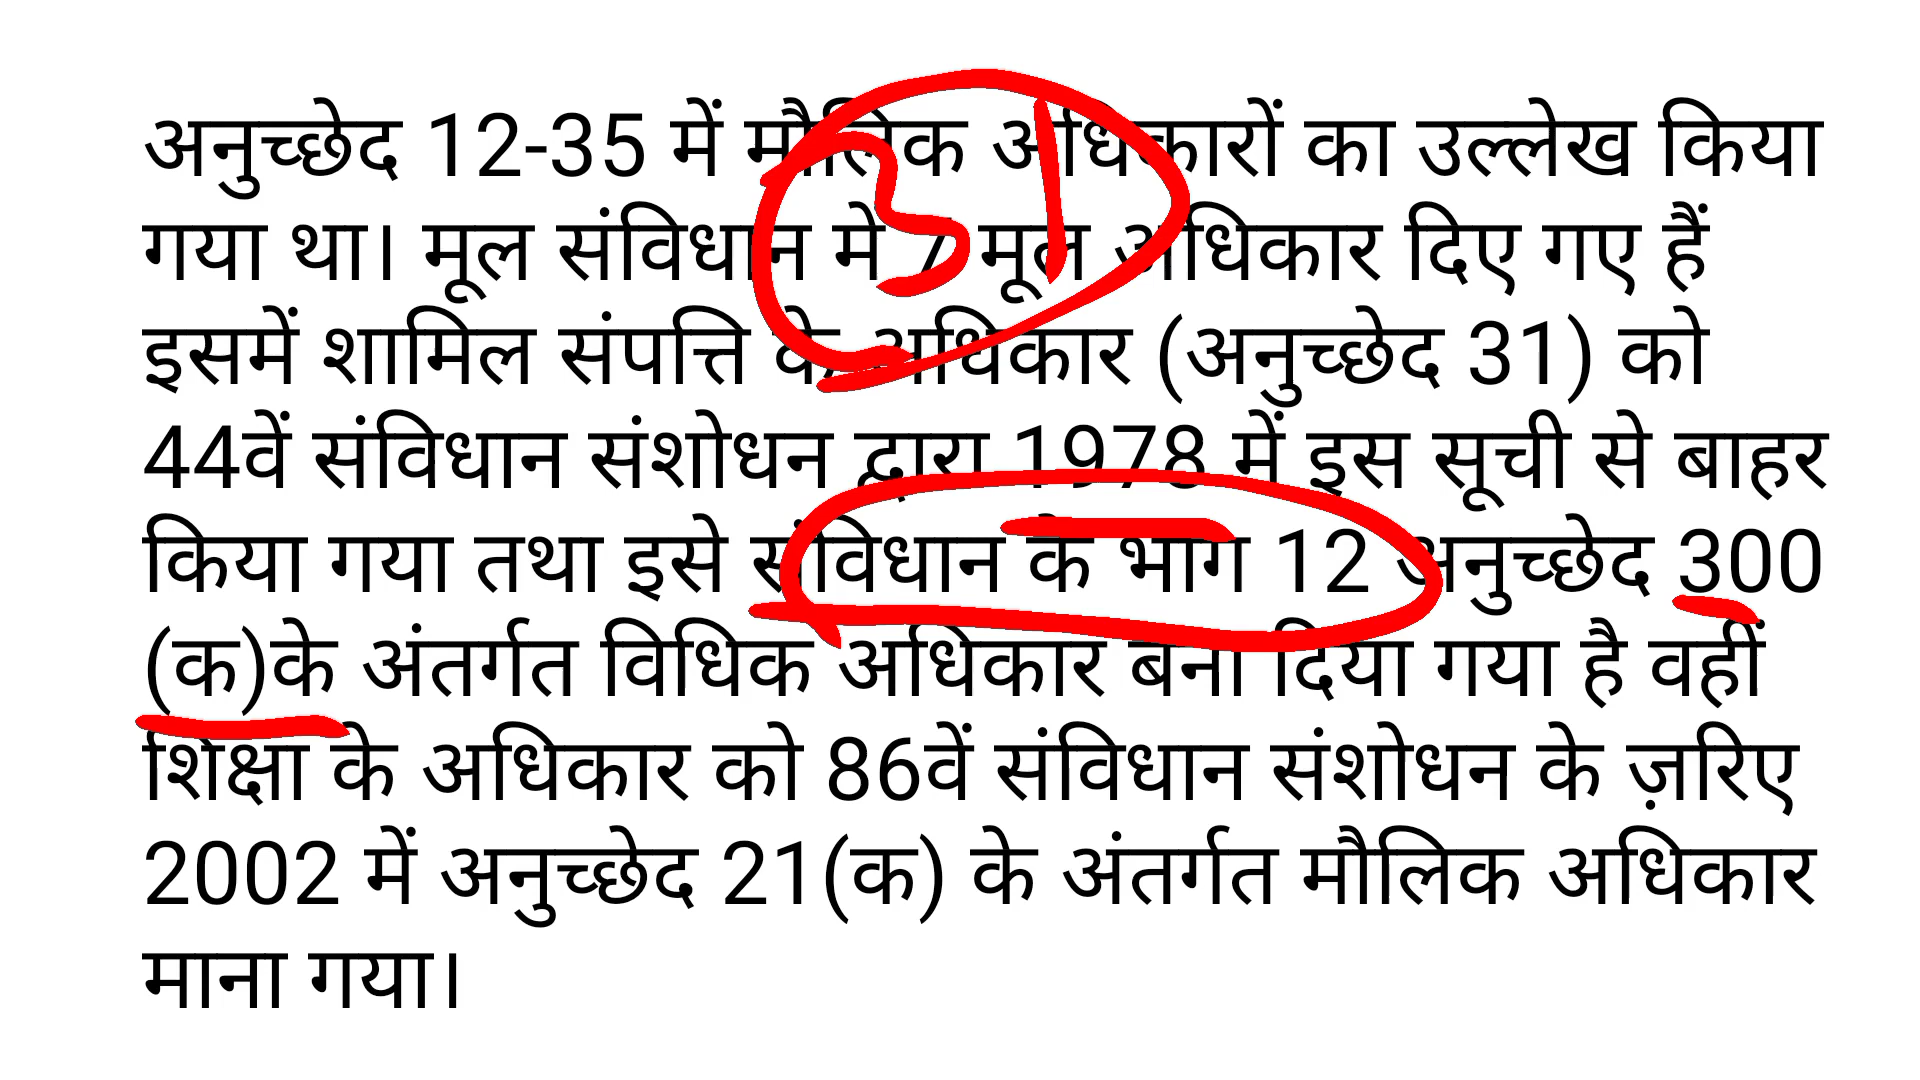 अनुच्छेद 12-35 में मौलिक अधिकारों का उल्लेख किया
गया था। मूल संविधान मे 7 मूल अधिकार दिए गए हैं
इसमें शामिल संपत्ति के अधिकार (अनुच्छेद 31) को
44वें संविधान संशोधन द्वारा 1978 में इस सूची से बाहर
किया गया तथा इसे संविधान के भाग 12 अनुच्छेद 300
(क)के अंतर्गत विधिक अधिकार बना दिया गया है वहीं
शिक्षा के अधिकार को 86वें संविधान संशोधन के ज़रिए
2002 में अनुच्छेद 21(क) के अंतर्गत मौलिक अधिकार
माना गया।
31